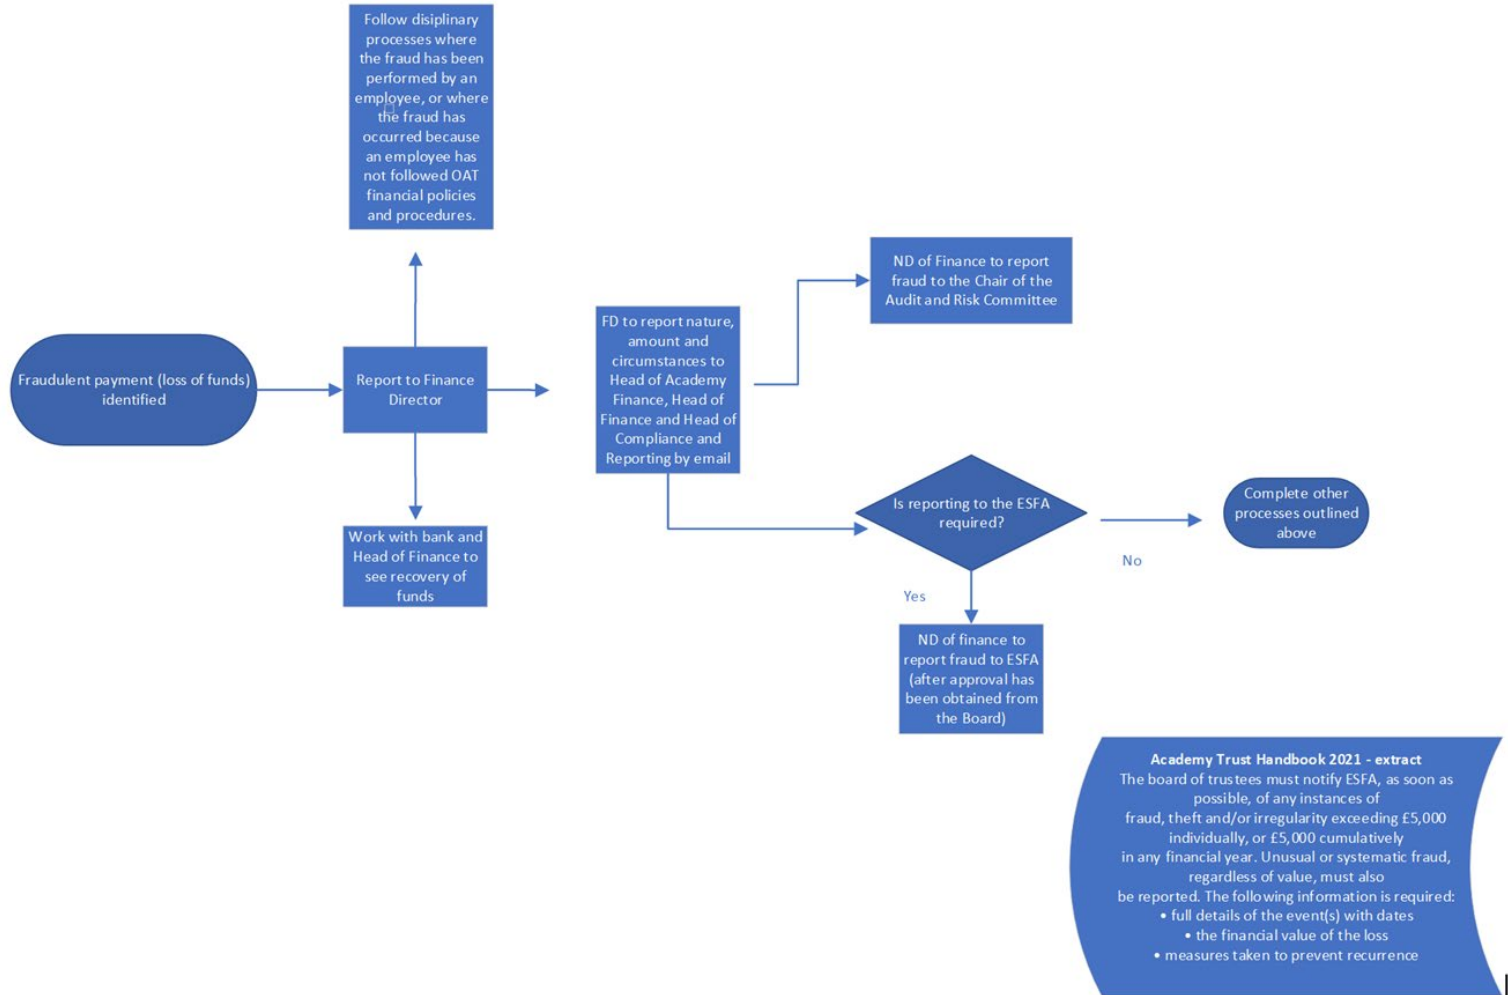 Follow disiplinary
processes where
the fraud has been
performed by an
employee, or where
the fraud has
occurred because
an employee has
not followed OAT
financial policies
and procedures.
Fraudulent payment (loss of funds)
identified
Report to Finance
Director
Work with bank and
Head of Finance to
see recovery of
funds
FD to report nature,
amount and
circumstances to
Head of Academy
Finance, Head of
Finance and Head of
Compliance and
Reporting by email
ND of Finance to report
fraud to the Chair of the
Audit and Risk Committee
Is reporting to the ESFA
required?
No
Complete other
processes outlined
above
Yes
ND of finance to
report fraud to ESFA
(after approval has
been obtained from
the Board)
Academy Trust Handbook 2021 - extract
The board of trustees must notify ESFA, as soon as
possible, of any instances of
fraud, theft and/or irregularity exceeding £5,000
individually, or £5,000 cumulatively
in any financial year. Unusual or systematic fraud,
regardless of value, must also
be reported. The following information is required:
• full details of the event(s) with dates
• the financial value of the loss
• measures taken to prevent recurrence